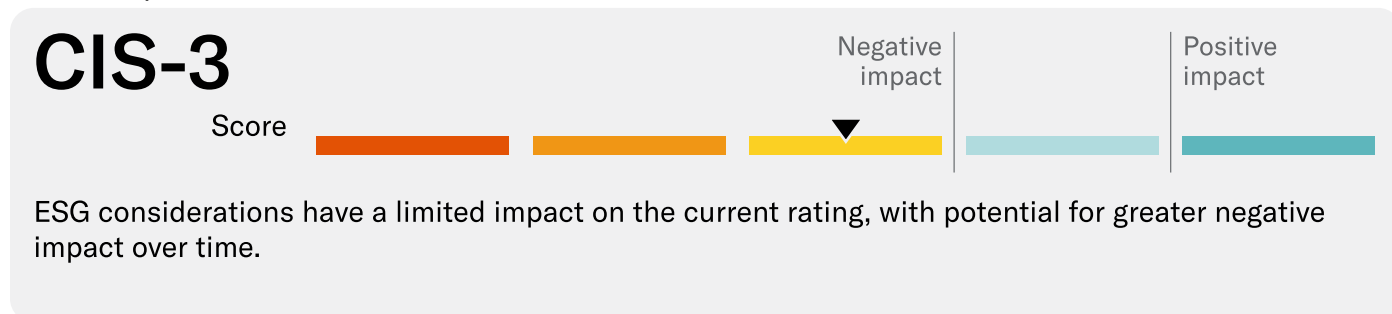 CIS-3
Negative
impact
Positive
impact
Score
ESG considerations have a limited impact on the current rating, with potential for greater negative
impact over time.